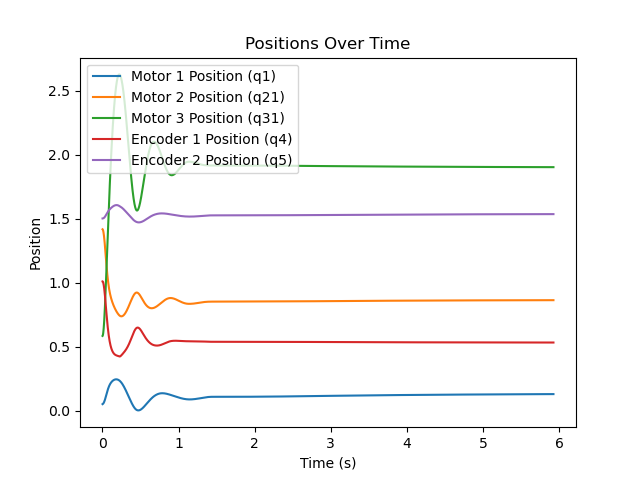 Positions Over Time
Motor 1 Position (q1)
Motor 2 Position (q21)
Motor 3 Position (q31)
Encoder 1 Position (q4)
Encoder 2 Position (q5)
Position
2.5
2.0
1.5
1.0
0.5
0.0
0 1 2 3 4 5 6
Time (s)